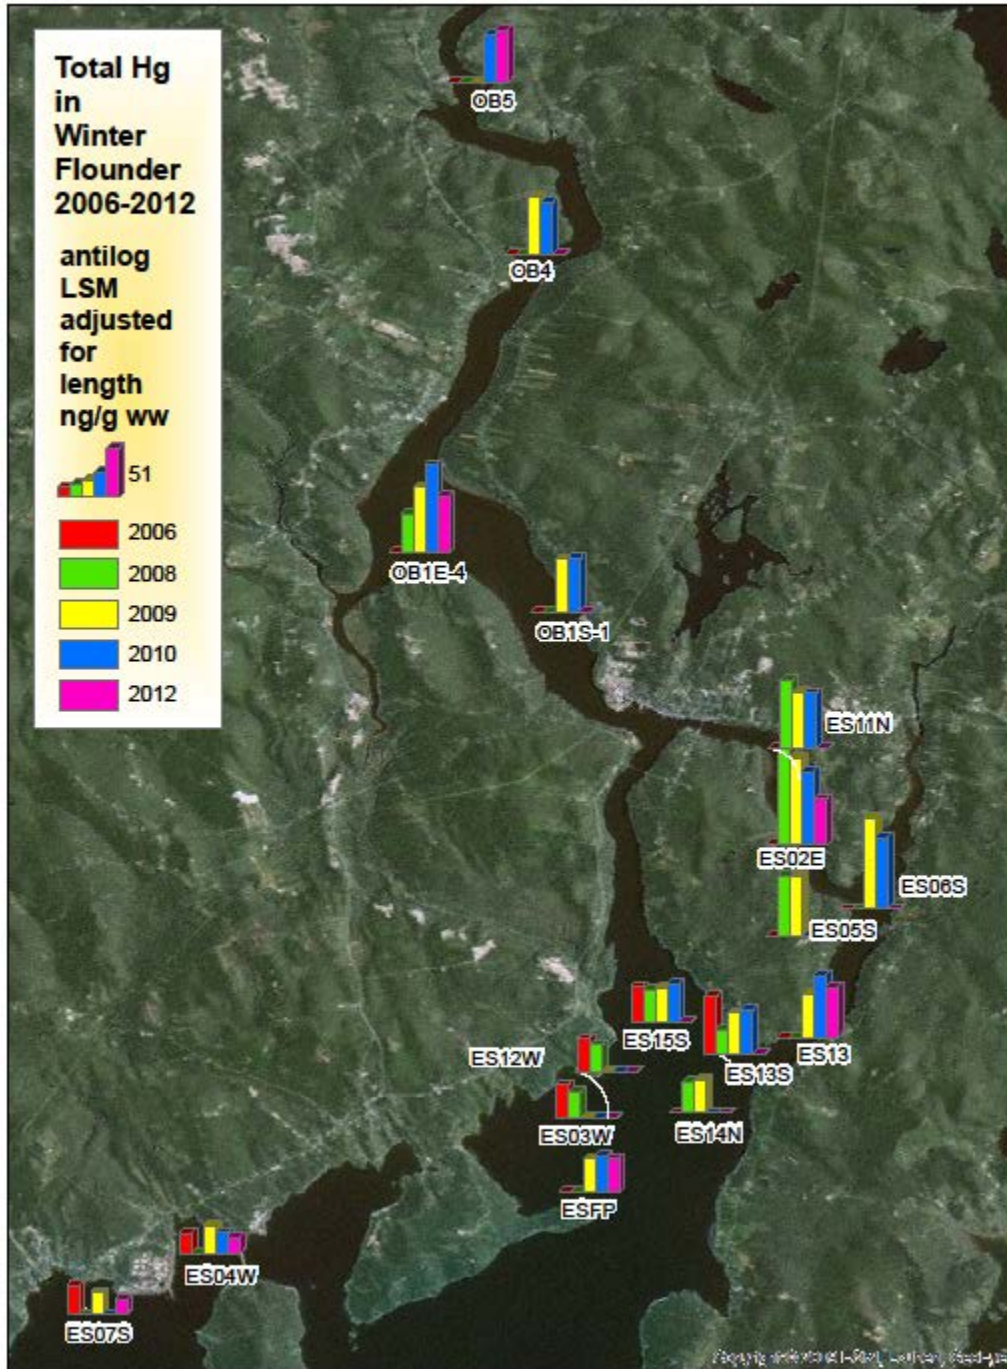 Total Hg
in
Winter
Flounder
2006-2012
antilog
LSM
adjusted
for
length
ng/g ww
51
2006
2008
2009
2010
2012
OB5
OB4
OB1E-4
OB1S-1
ES11N
ES02E
ES06S
ES05S
ES15S
ES13
ES12W
ES13S
ES03W
ES14N
ESFP
ES04W
ES07S